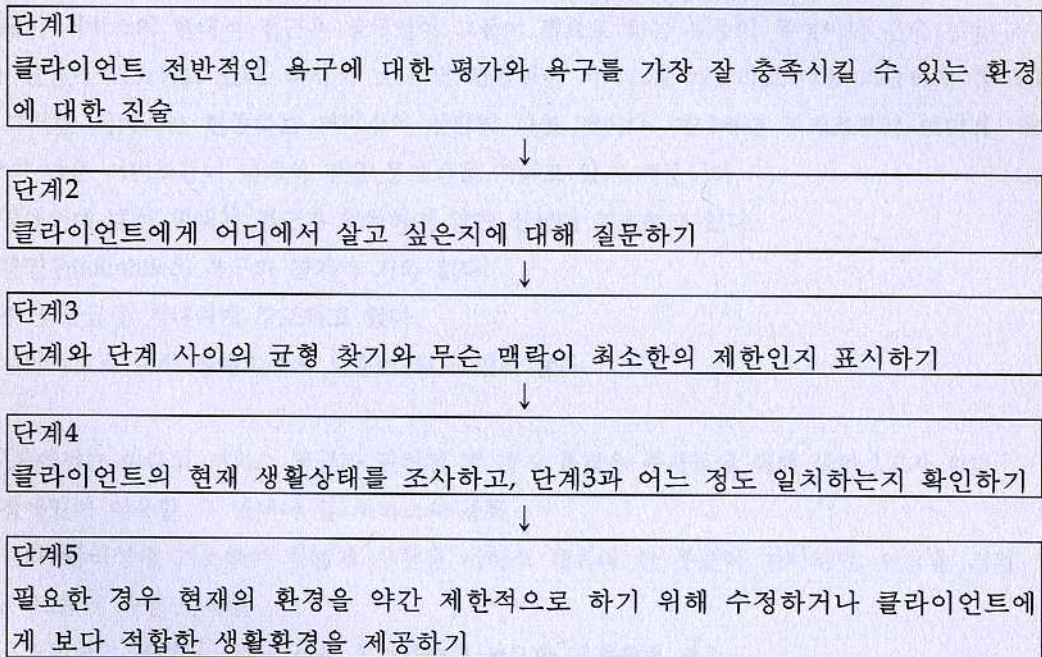 단계1
클라이언트 전반적인 욕구에 대한 평가와 욕구를 가장 잘 충족시킬 수 있는 환경
에 대한 진술
↓
단계2
클라이언트에게 어디에서 살고 싶은지에 대해 질문하기
↓
단계3
단계와 단계 사이의 균형 찾기와 무슨 맥락이 최소한의 제한인지 표시하기
↓
단계4
클라이언트의 현재 생활상태를 조사하고, 단계3과 어느 정도 일치하는지 확인하기
↓
단계5
필요한 경우 현재의 환경을 약간 제한적으로 하기 위해 수정하거나 클라이언트에
게 보다 적합한 생활환경을 제공하기